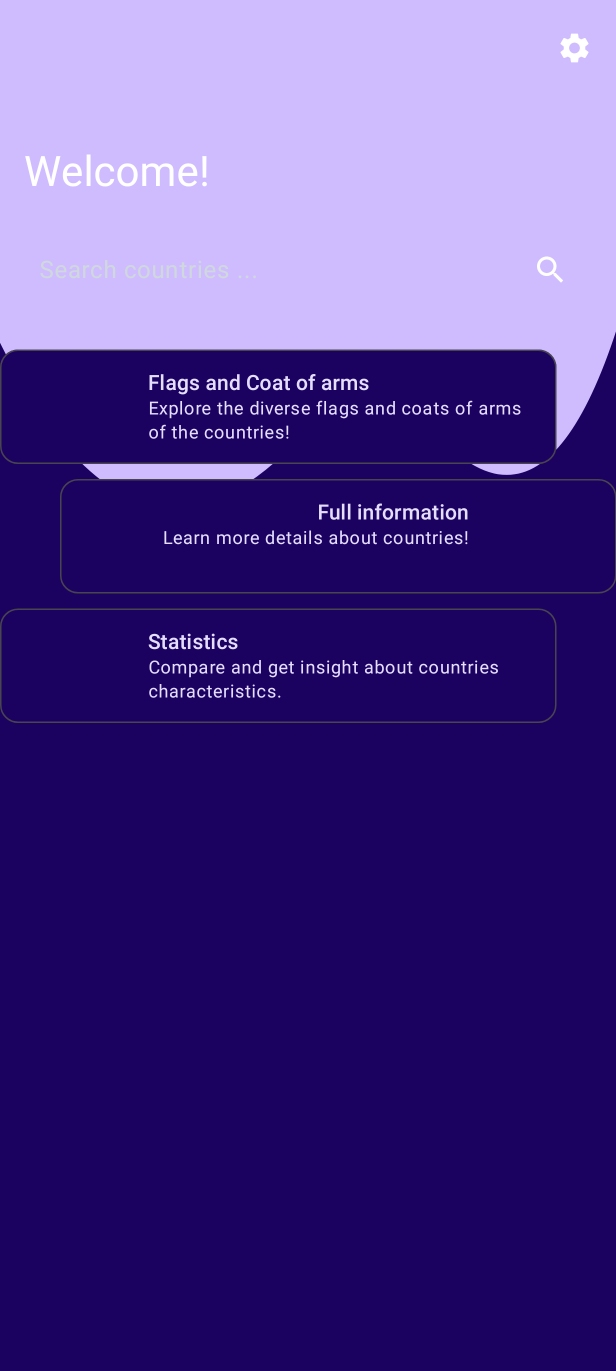 Welcome!
Search countries ...
Flags and Coat of arms
Explore the diverse flags and coats of arms
of the countries!
Full information
Learn more details about countries!
Statistics
Compare and get insight about countries
characteristics.